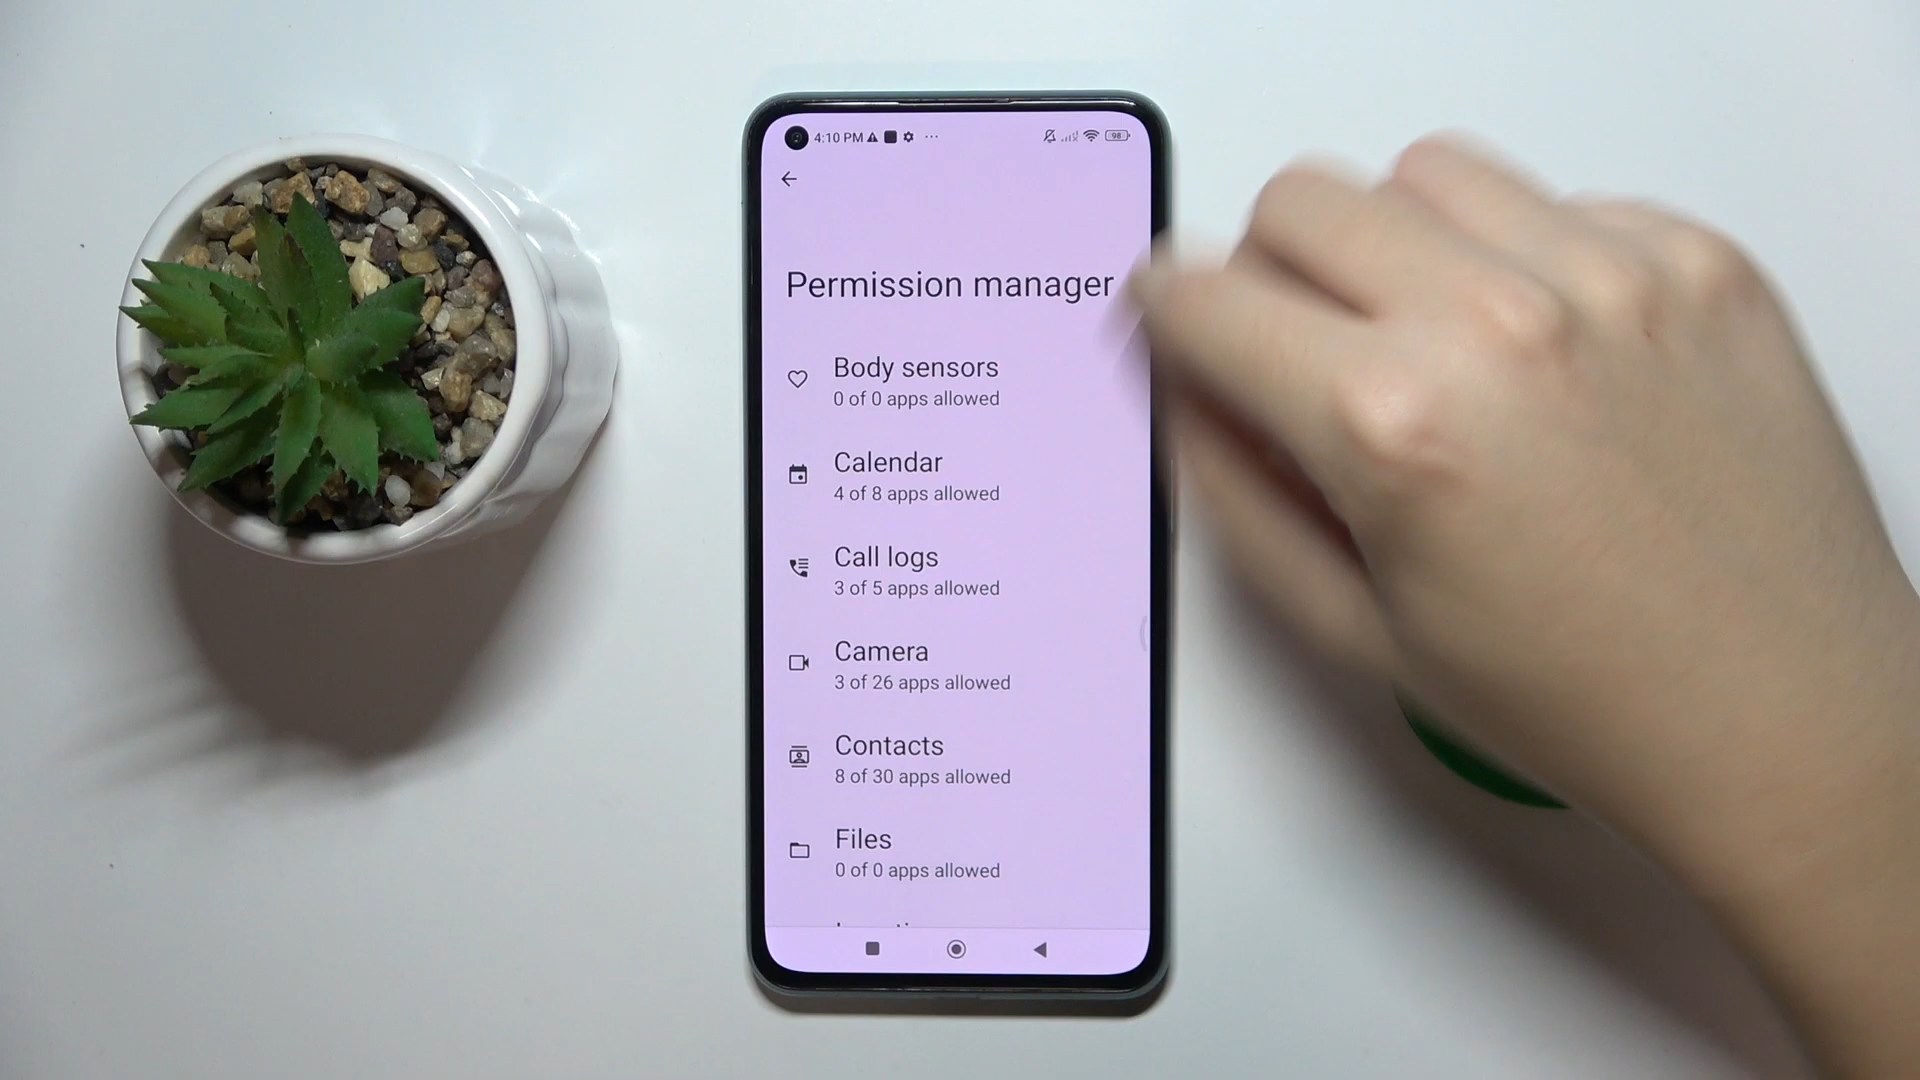 4:10 PM
98
Permission manager
Body sensors
0 of 0 apps allowed
Calendar
4 of 8 apps allowed
Call logs
3 of 5 apps allowed
Camera
3 of 26 apps allowed
Contacts
8 of 30 apps allowed
Files
0 of 0 apps allowed